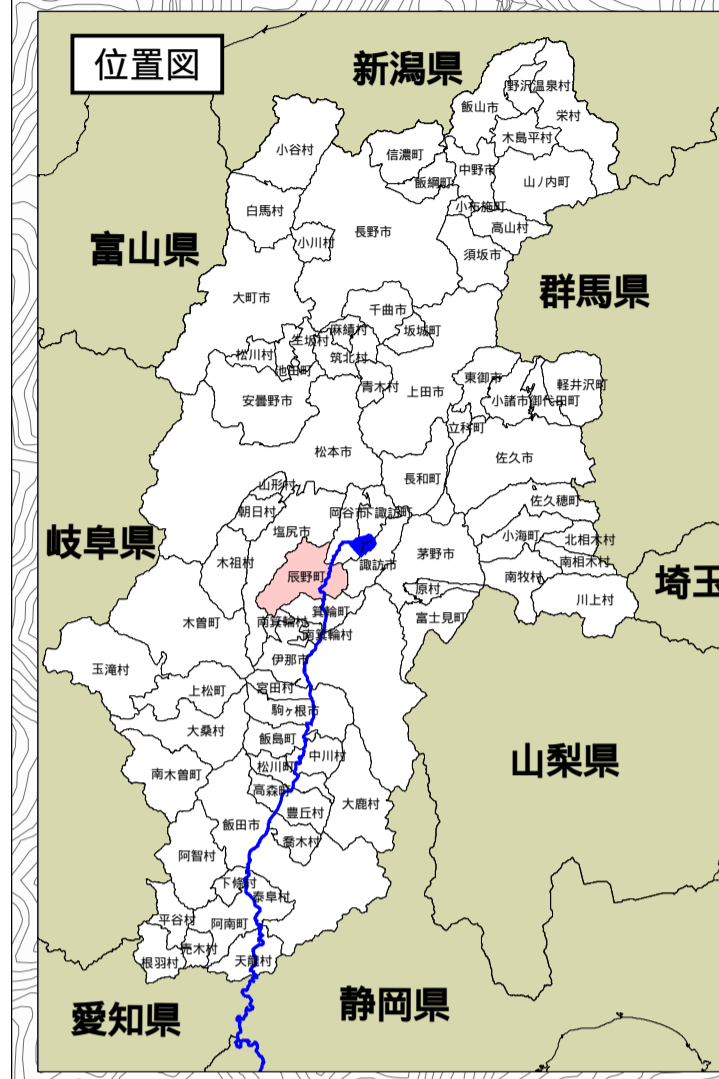 位置図
新潟県
野沢温泉村
飯山市
栄村
木島平村
小谷村
信濃町
中野市
飯綱町
山ノ内町
白馬村
小布施町
高山村
小川村
長野市
須坂市
富山県
群馬県
大町市
千曲市
麻績村
坂城町
生坂村
松川村
筑北村
池田町
青木村
上田市
東御市
軽井沢町
安曇野市
小諸市
御代田町
立科町
松本市
佐久市
長和町
山形村
佐久穂町
朝日村
岡谷市
下諏訪町
塩尻市
小海町
北相木村
岐阜県
木祖村
茅野市
諏訪市
南相木村
辰野町
南牧村
埼玉
原村
川上村
箕輪町
富士見町
木曽町
南箕輪村
南箕輪村
伊那市
玉滝村
宮田村
上松町
駒ヶ根市
大桑村
飯島町
中川村
山梨県
松川町
南木曽町
高森町
大鹿村
豊丘村
飯田市
喬木村
阿智村
下條村
泰阜村
平谷村
阿南町
売木村
根羽村
天龍村
静岡県
愛知県